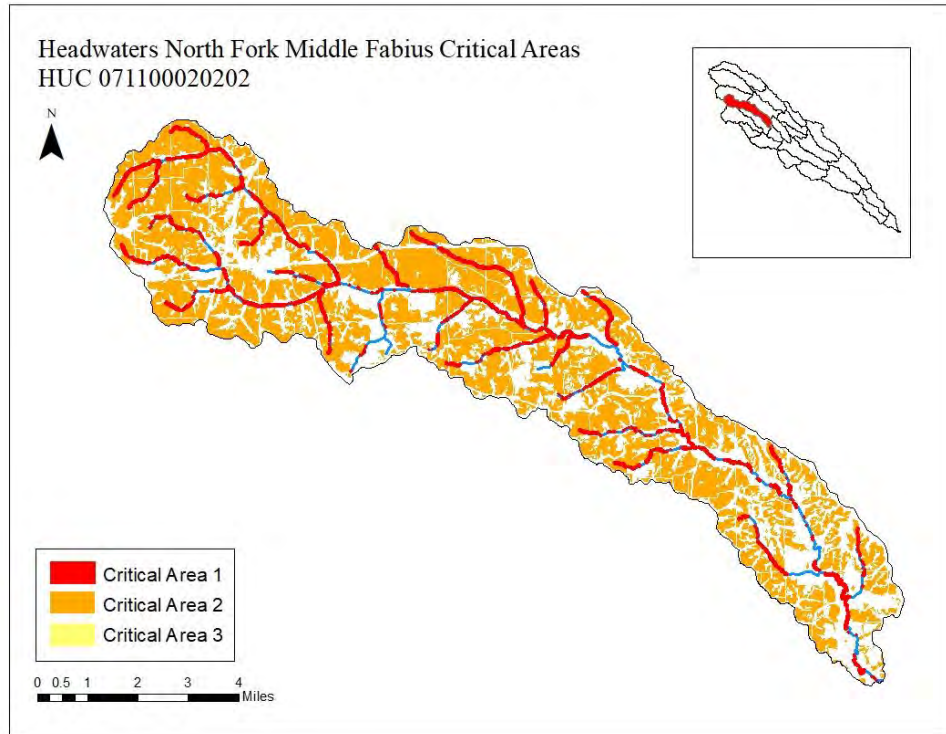 Headwaters North Fork Middle Fabius Critical Areas
HUC 071100020202
N
Critical Area 1
Critical Area 2
Critical Area 3
0 0.5 1 2 3 4
Miles